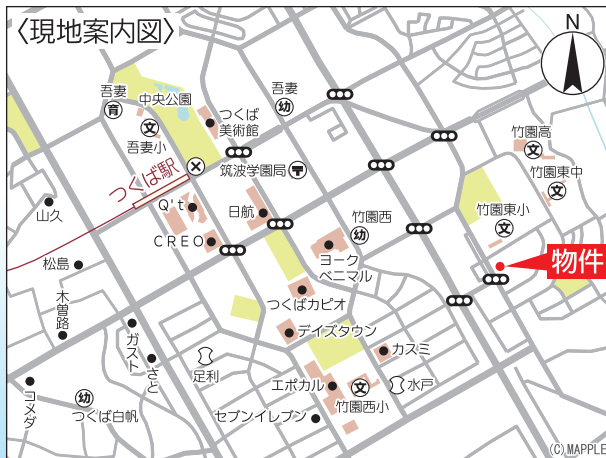 〈現地案内図〉
N
吾妻
育
中央公園
文
吾妻小
つくば
美術館
吾妻
幼
筑波学園局
つくば駅
Q't
日航
CREO
竹園西
幼
ヨーク
ベニマル
竹園高
文
竹園東中
文
竹園東小
文
物件
山久
松島
木曽路
つくばカピオ
デイズタウン
カスミ
ガスト
さと
足利
エポカル
文
水戸
竹園西小
セブンイレブン
コメダ
幼
つくば白帆
(C)MAPPLE